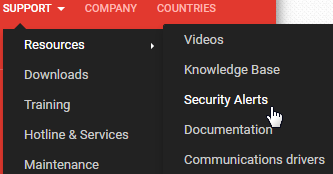 SUPPORT COMPANY COUNTRIES
Resources
Downloads
Training
Hotline & Services
Maintenance
Videos
Knowledge Base
Security Alerts
Documentation
Communications drivers